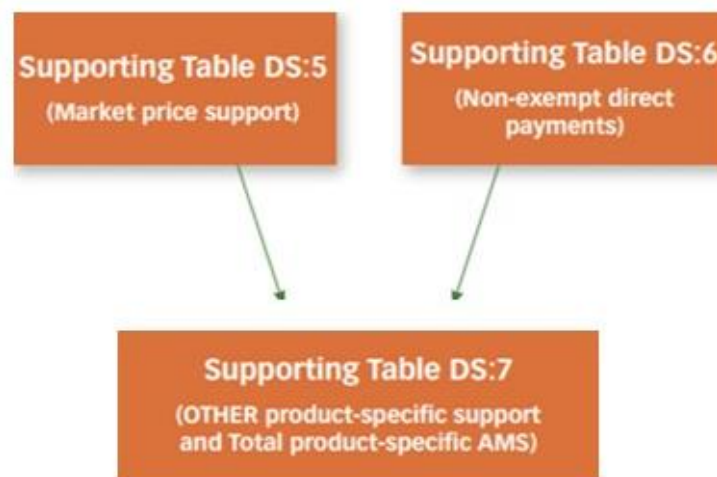 Supporting Table DS:5
(Market price support)
Supporting Table DS:6
(Non-exempt direct
payments)
Supporting Table DS:7
(OTHER product-specific support
and Total product-specific AMS)